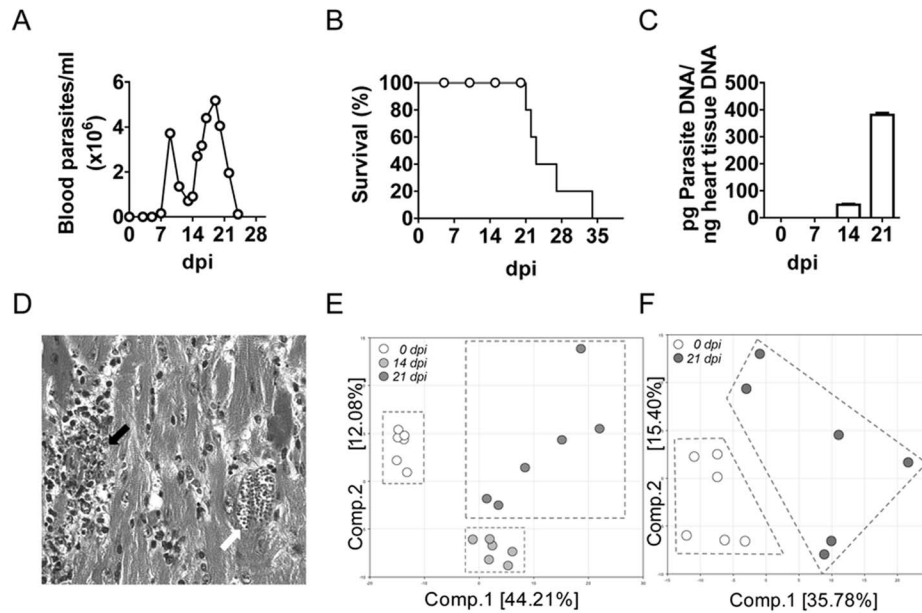 A
Blood parasites/ml
(x10⁶)
6
4
2
0
0 7 14 21 28
dpi
B
Survival (%)
100
80
60
40
20
0
0 7 14 21 28 35
dpi
C
pg Parasite DNA/
ng heart tissue DNA
500
400
300
200
100
0
0 7 14 21
dpi
D
E
0 dpi
14 dpi
21 dpi
Comp.2 [12.08%]
Comp.1 [44.21%]
F
0 dpi
21 dpi
Comp.2 [15.40%]
Comp.1 [35.78%]